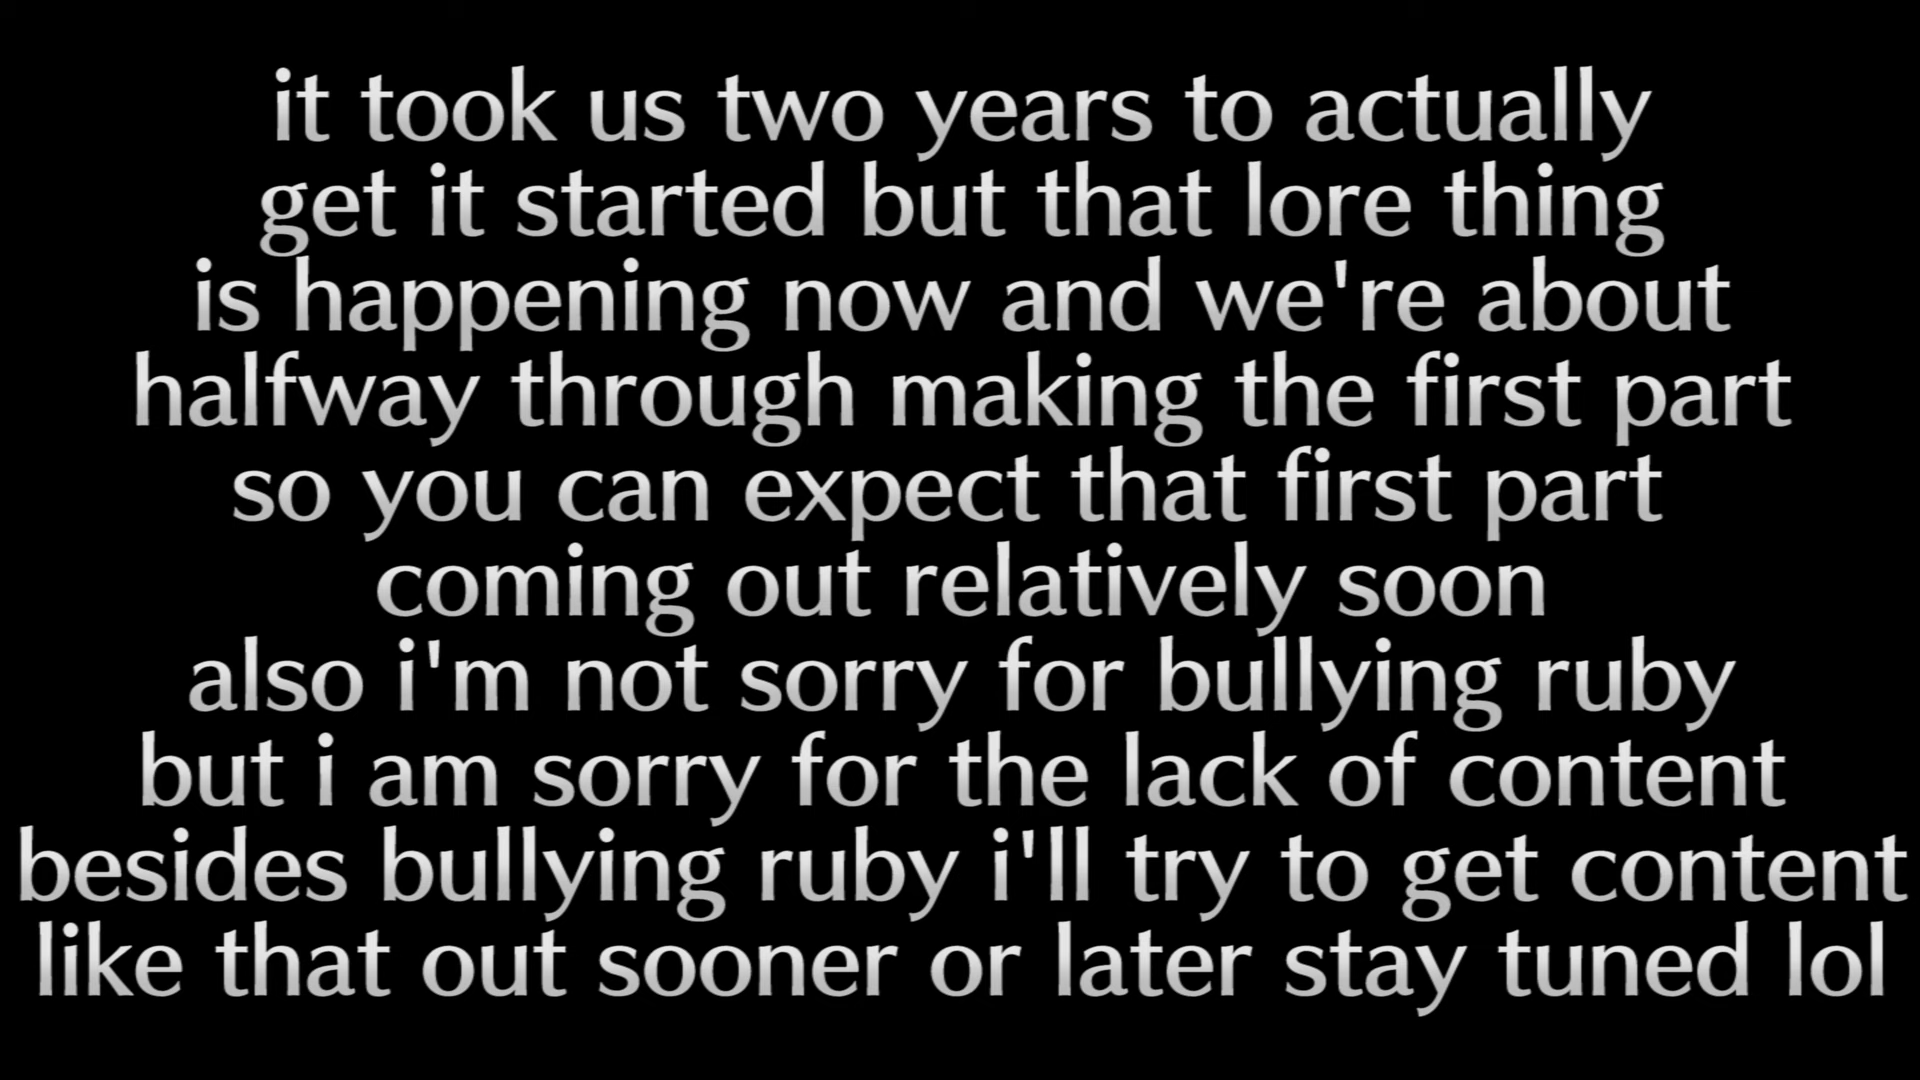 it took us two years to actually
get it started but that lore thing
is happening now and we're about
halfway through making the first part
so you can expect that first part
coming out relatively soon
also i'm not sorry for bullying ruby
but i am sorry for the lack of content
besides bullying ruby i'll try to get content
like that out sooner or later stay tuned lol